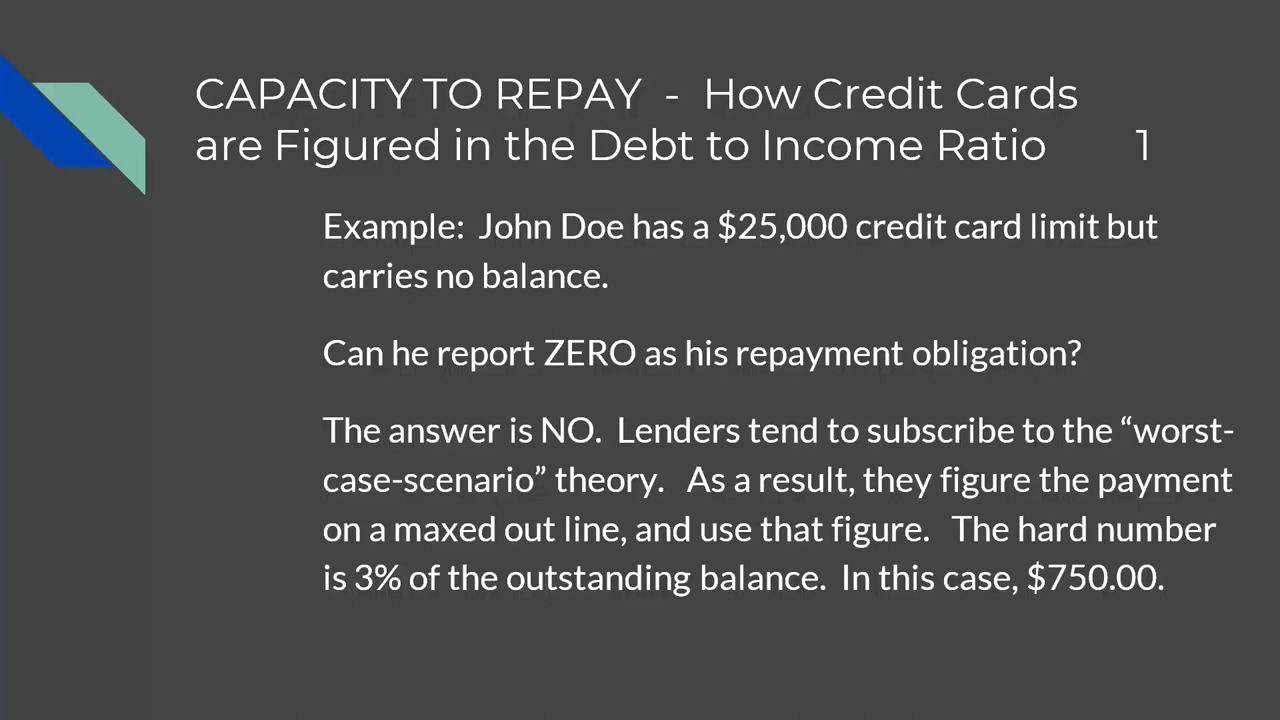 CAPACITY TO REPAY - How Credit Cards
are Figured in the Debt to Income Ratio 1
Example: John Doe has a $25,000 credit card limit but
carries no balance.
Can he report ZERO as his repayment obligation?
The answer is NO. Lenders tend to subscribe to the “worst-
case-scenario” theory. As a result, they figure the payment
on a maxed out line, and use that figure. The hard number
is 3% of the outstanding balance. In this case, $750.00.